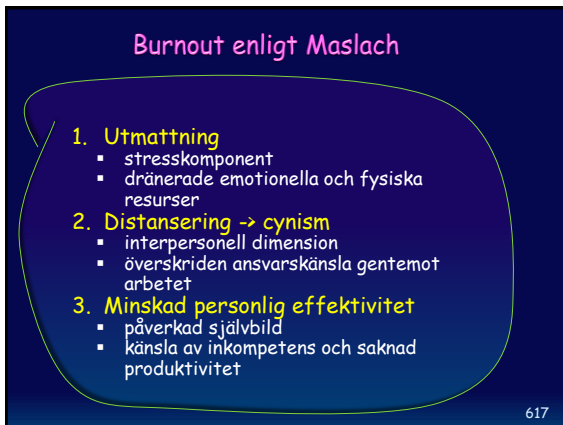 Burnout enligt Maslach
1. Utmattning
▪ stresskomponent
▪ dränerade emotionella och fysiska
resurser
2. Distansering -> cynism
▪ interpersonell dimension
▪ överskriden ansvarskänsla gentemot
arbetet
3. Minskad personlig effektivitet
▪ påverkad självbild
▪ känsla av inkompetens och saknad
produktivitet
617